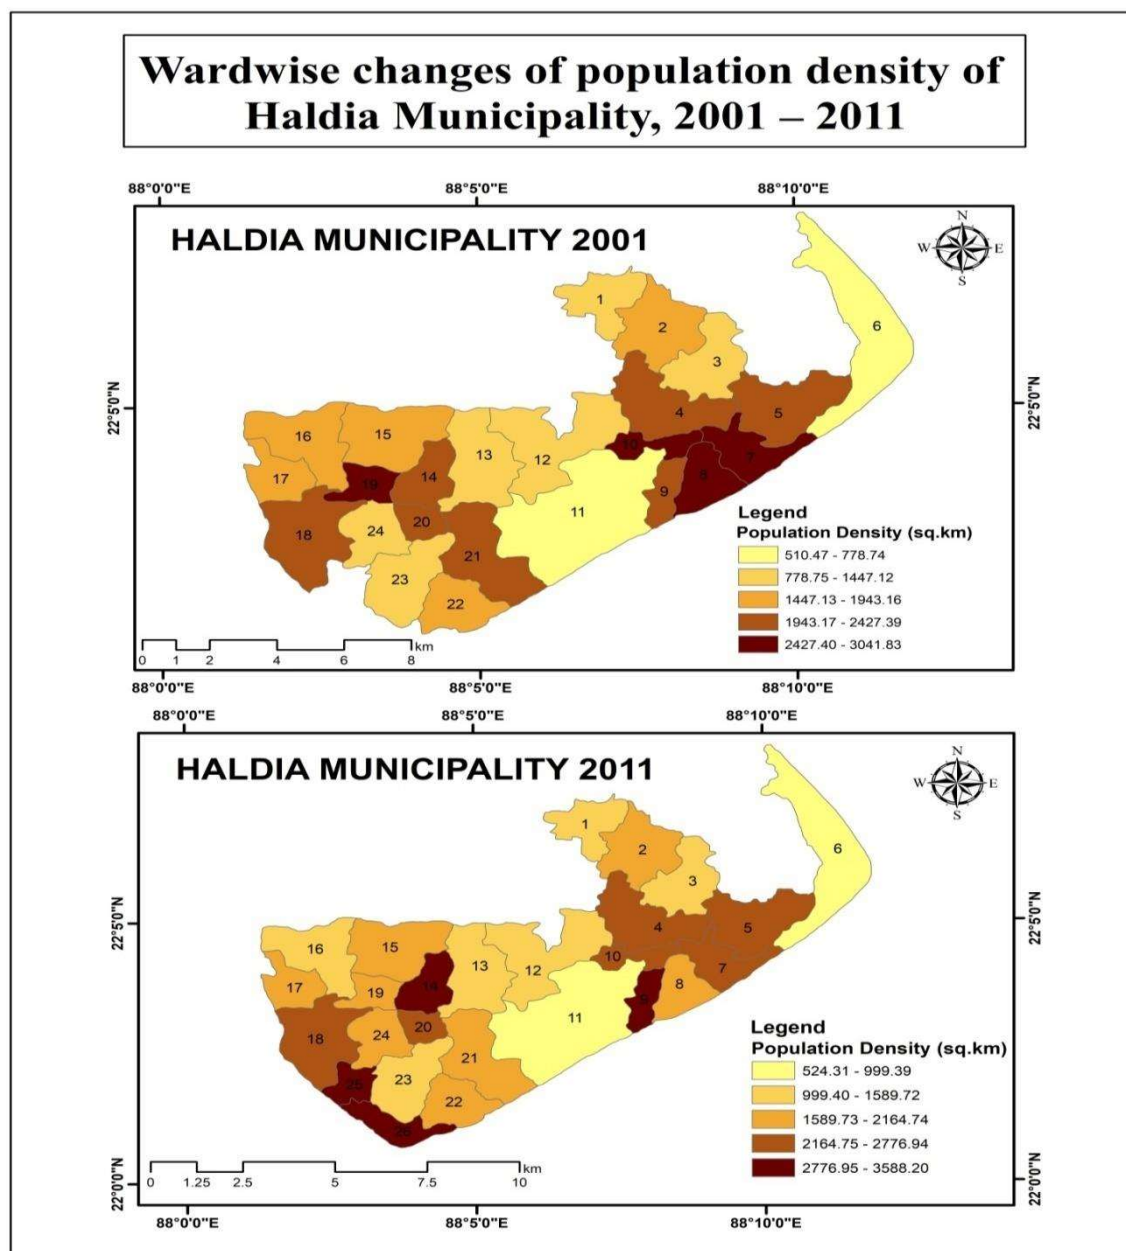 Wardwise changes of population density of
Haldia Municipality, 2001 – 2011
88°0'0"E 88°5'0"E 88°10'0"E
HALDIA MUNICIPALITY 2001
N
W E
S
1
6
2
3
22°5'0"N 22°5'0"N
4 5
16 15
10
7
13 12
17 19 14 8
9
11
18 24 20
21
23
22
Legend
Population Density (sq.km)
510.47 - 778.74
778.75 - 1447.12
1447.13 - 1943.16
1943.17 - 2427.39
2427.40 - 3041.83
km
0 1 2 4 6 8
88°0'0"E 88°5'0"E 88°10'0"E
88°0'0"E 88°5'0"E 88°10'0"E
HALDIA MUNICIPALITY 2011
N
W E
S
1
2 6
3
22°5'0"N 22°5'0"N
4 5
16 15
10
13 12 7
17 19 14 8
9
11
18 24 20
21
25 23
22
26
Legend
Population Density (sq.km)
524.31 - 999.39
999.40 - 1589.72
1589.73 - 2164.74
2164.75 - 2776.94
2776.95 - 3588.20
km
0 1.25 2.5 5 7.5 10
22°0'0"N 22°0'0"N
88°0'0"E 88°5'0"E 88°10'0"E